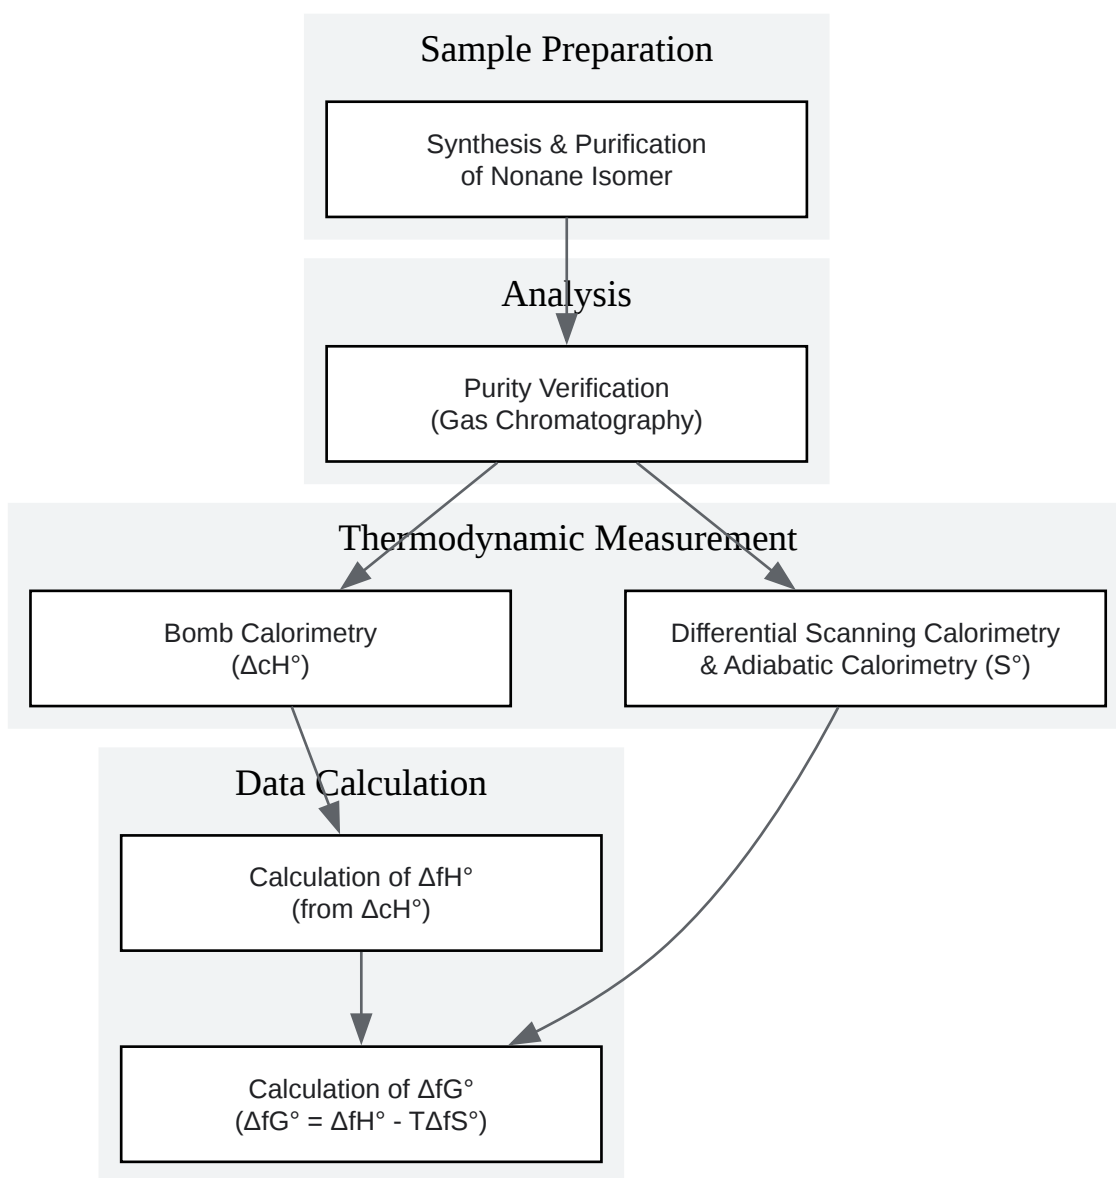 Sample Preparation
Synthesis & Purification
of Nonane Isomer
Analysis
Purity Verification
(Gas Chromatography)
Thermodynamic Measurement
Bomb Calorimetry
(ΔcH°)
Differential Scanning Calorimetry
& Adiabatic Calorimetry (S°)
Data Calculation
Calculation of ΔfH°
(from ΔcH°)
Calculation of ΔfG°
(ΔfG° = ΔfH° - TΔfS°)